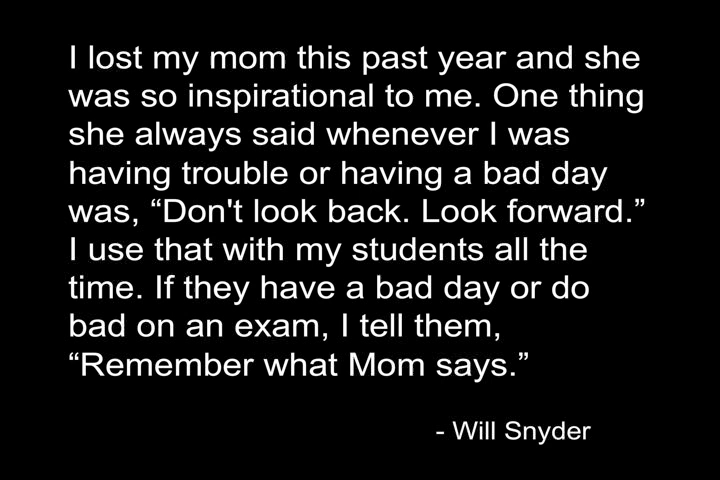 I lost my mom this past year and she
was so inspirational to me. One thing
she always said whenever I was
having trouble or having a bad day
was, “Don't look back. Look forward.”
I use that with my students all the
time. If they have a bad day or do
bad on an exam, I tell them,
“Remember what Mom says.”
- Will Snyder